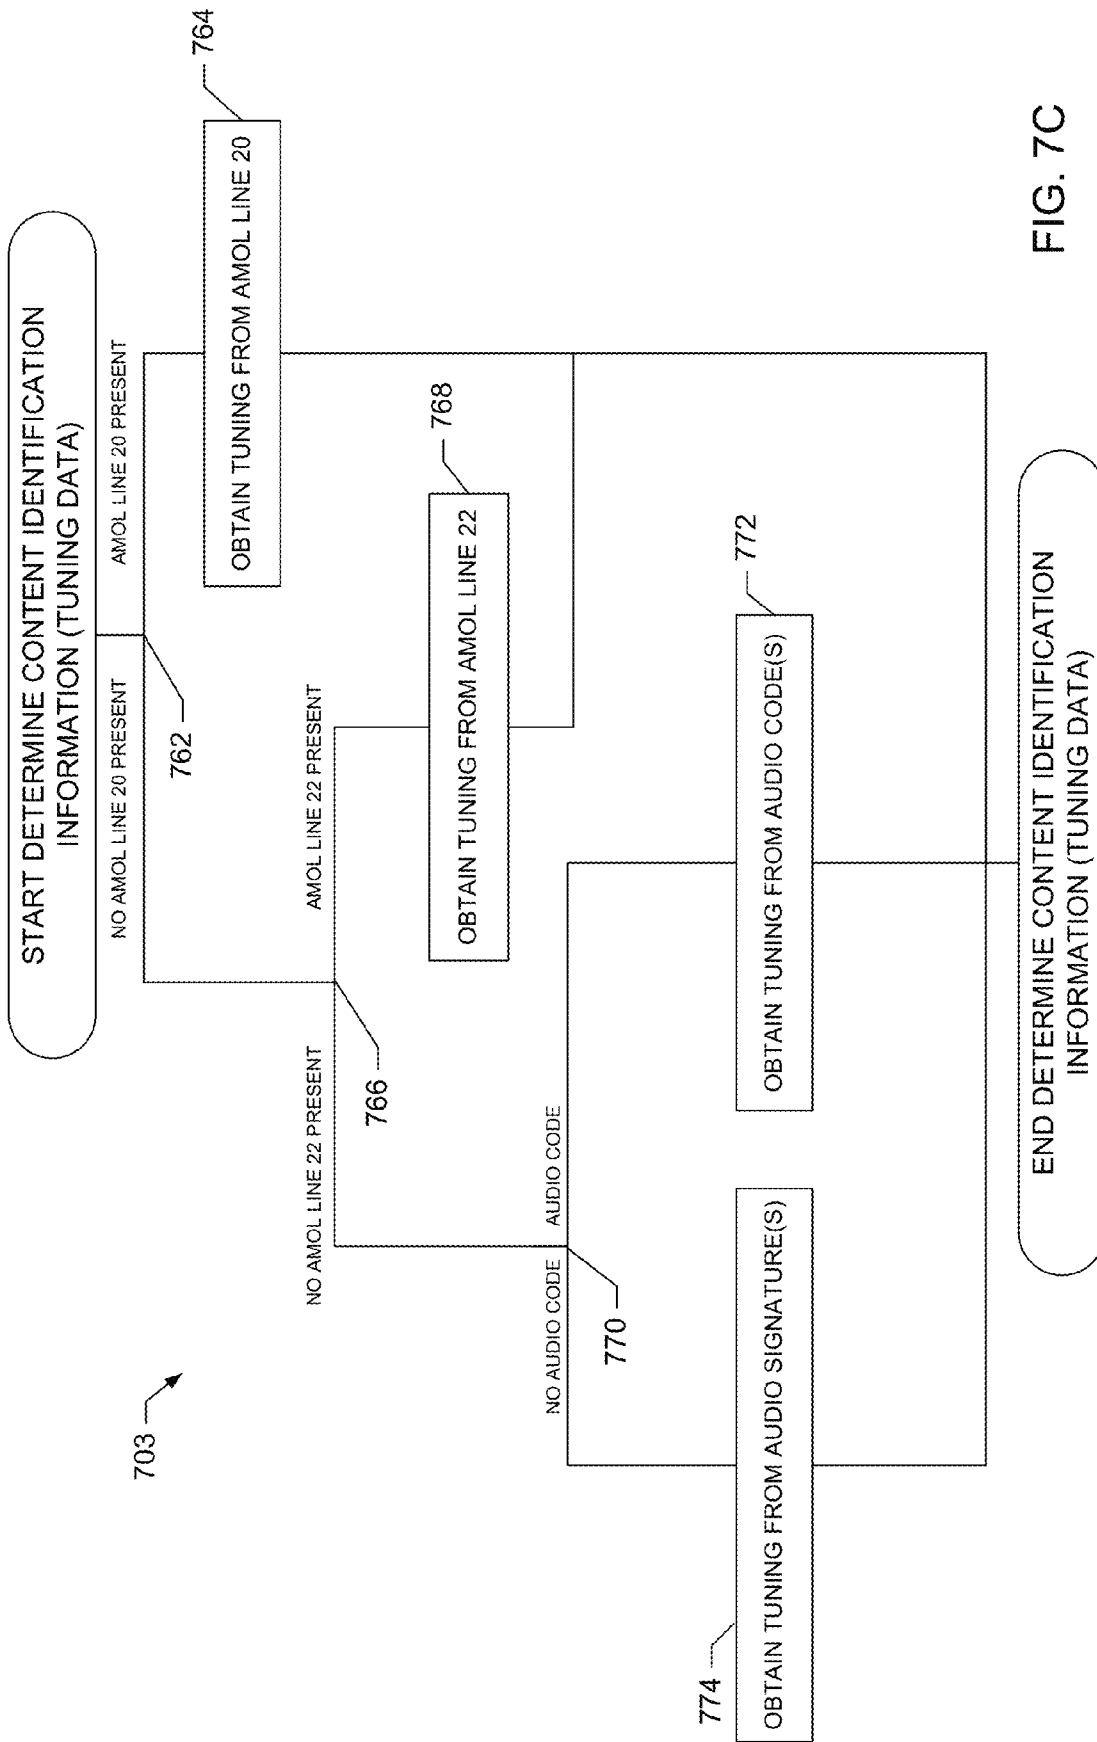 START DETERMINE CONTENT IDENTIFICATION
INFORMATION (TUNING DATA)
NO AMOL LINE 20 PRESENT
AMOL LINE 20 PRESENT
762
764
OBTAIN TUNING FROM AMOL LINE 20
NO AMOL LINE 22 PRESENT
AMOL LINE 22 PRESENT
766
768
OBTAIN TUNING FROM AMOL LINE 22
703
NO AUDIO CODE
AUDIO CODE
770
772
774
OBTAIN TUNING FROM AUDIO SIGNATURE(S)
OBTAIN TUNING FROM AUDIO CODE(S)
END DETERMINE CONTENT IDENTIFICATION
INFORMATION (TUNING DATA)
FIG. 7C